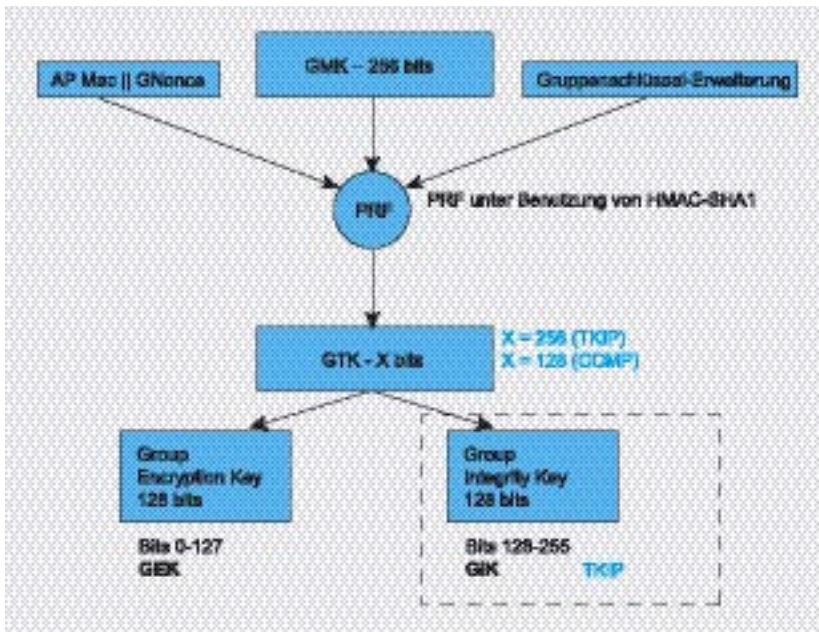 GMK – 256 bits
AP Mac || GNonce
Gruppenschlüssel-Erweiterung
PRF
PRF unter Benutzung von HMAC-SHA1
GTK - X bits
X = 256 (TKIP)
X = 128 (CCMP)
Group
Encryption Key
128 bits
Group
Integrity Key
128 bits
Bits 0-127
GEK
Bits 128-255
GIK
TKIP